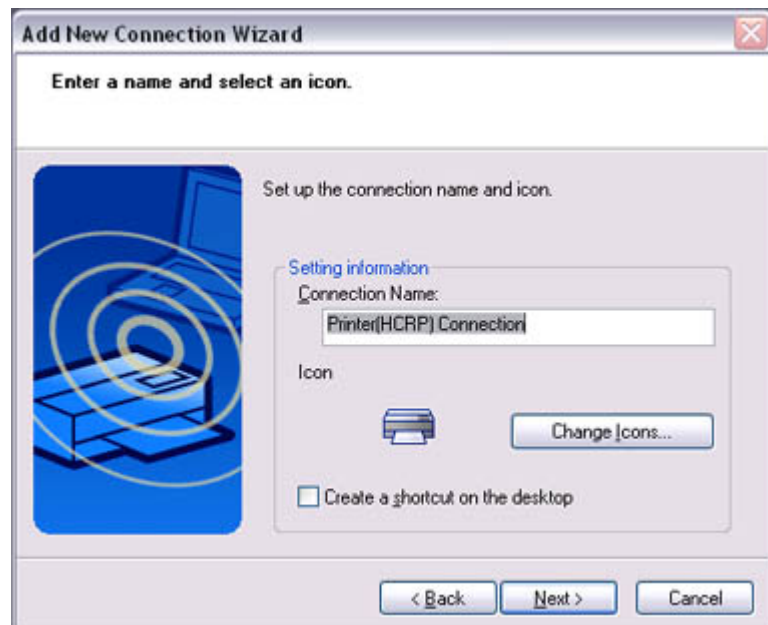 Add New Connection Wizard
Enter a name and select an icon.
Set up the connection name and icon.
Setting information
Connection Name:
Printer(HCRP) Connection
Icon
Change Icons...
Create a shortcut on the desktop
< Back Next > Cancel